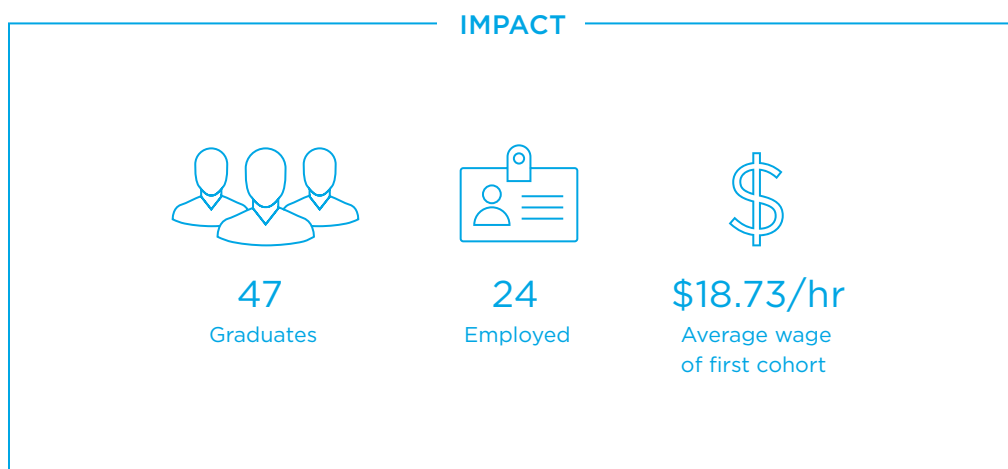 IMPACT
47
Graduates
24
Employed
$
$18.73/hr
Average wage
of first cohort